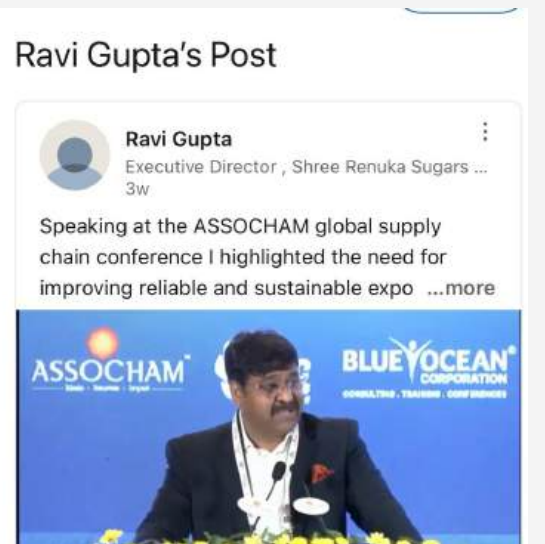 Ravi Gupta's Post
Ravi Gupta
Executive Director , Shree Renuka Sugars ...
3w
Speaking at the ASSOCHAM global supply
chain conference I highlighted the need for
improving reliable and sustainable expo ...more
ASSOCHAM
BLUE OCEAN
CORPORATION
CONSULTING . TRAINING . CONFERENCES